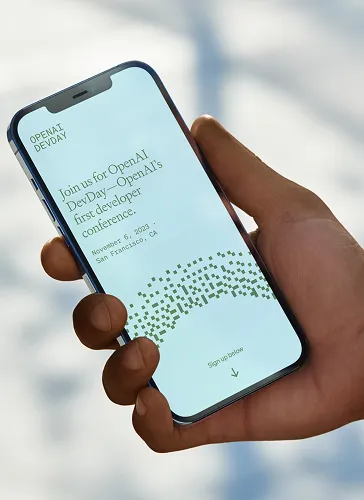 OPENAI
DEVDAY
Join us for OpenAI
DevDay—OpenAI's
first developer
conference.
November 6, 2023 -
San Francisco, CA
Sign up below
↓